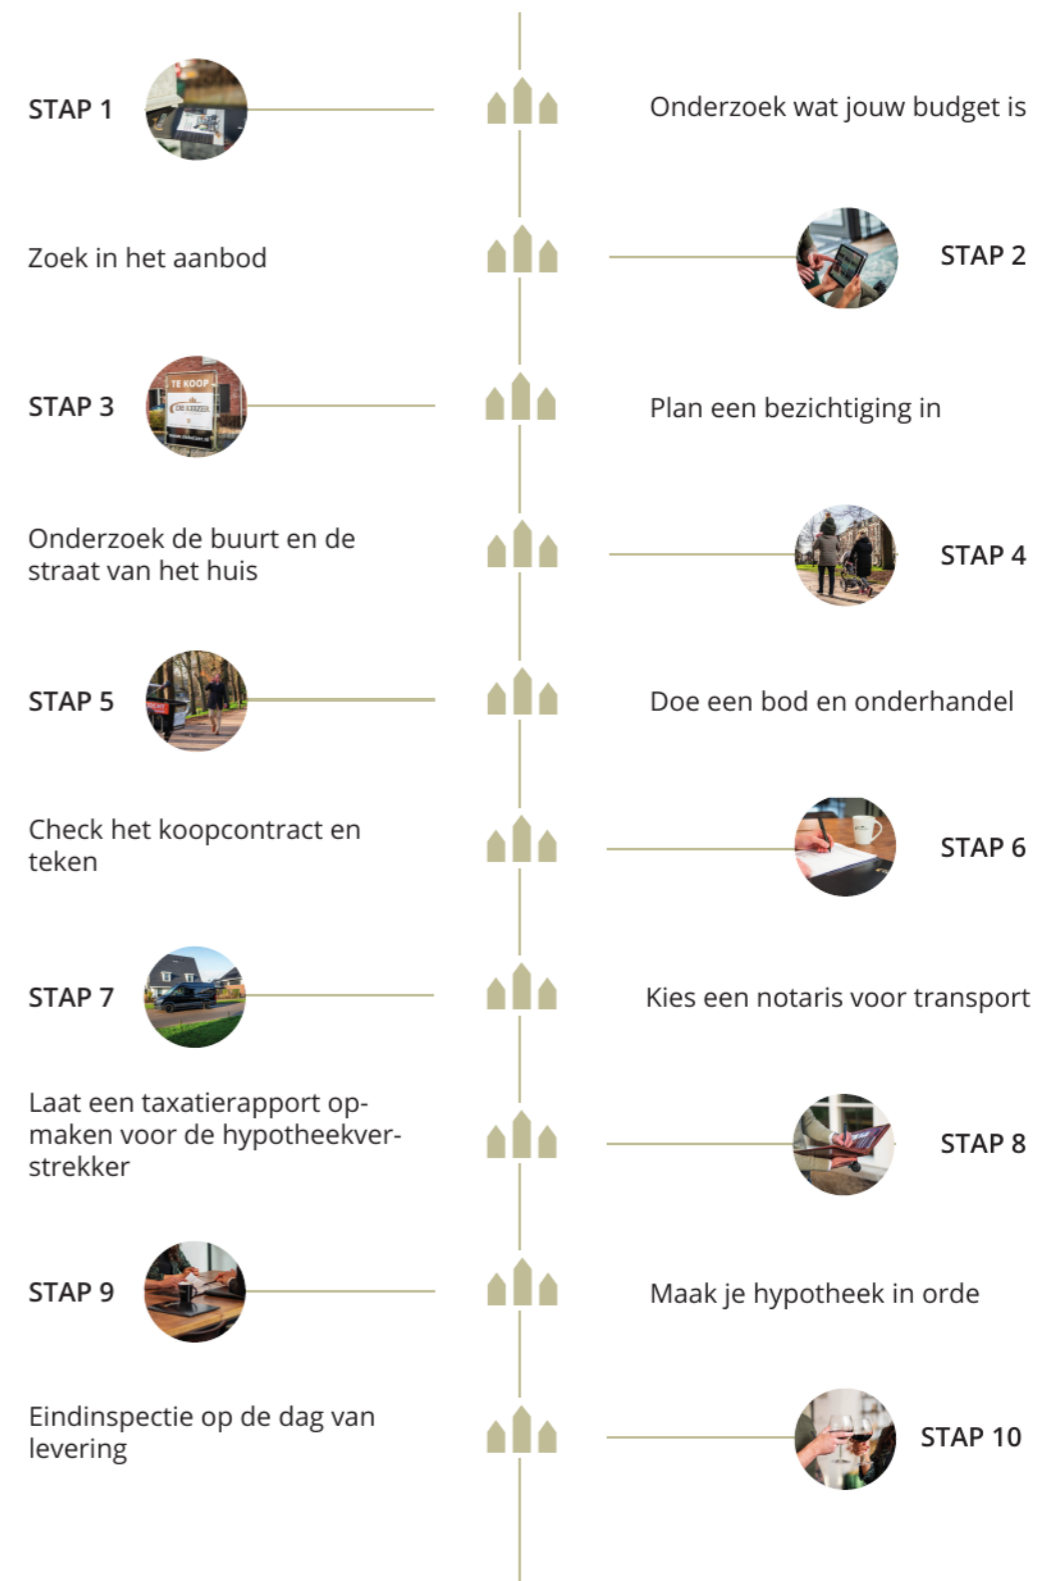 STAP 1
Onderzoek wat jouw budget is
Zoek in het aanbod
STAP 2
STAP 3
TE KOOP
DE KEIZER
Plan een bezichtiging in
Onderzoek de buurt en de
straat van het huis
STAP 4
STAP 5
Doe een bod en onderhandel
Check het koopcontract en
teken
STAP 6
STAP 7
Kies een notaris voor transport
Laat een taxatierapport op-
maken voor de hypotheekver-
strekker
STAP 8
STAP 9
Maak je hypotheek in orde
Eindinspectie op de dag van
levering
STAP 10